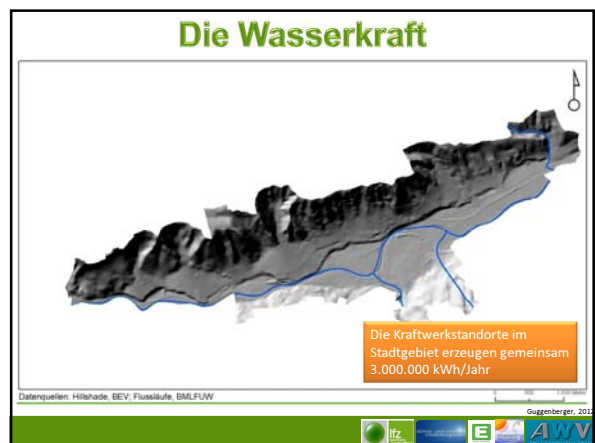 Die Wasserkraft
Die Kraftwerkstandorte im
Stadtgebiet erzeugen gemeinsam
3.000.000 kWh/Jahr
Datenquellen: Hillshade, BEV; Flussläufe, BMLFUW
Guggenberger, 2012
lfz
E
AWV